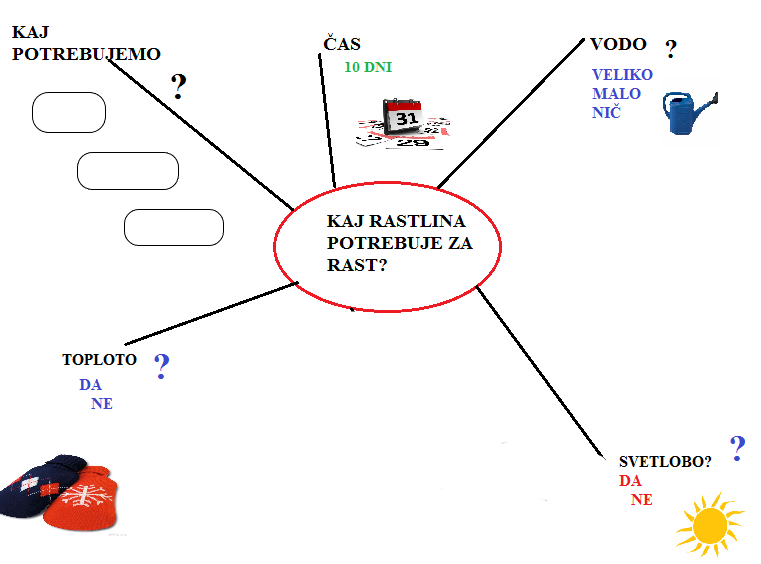 KAJ
POTREBUJEMO
?
ČAS
10 DNI
31
29
VODO ?
VELIKO
MALO
NIČ
KAJ RASTLINA
POTREBUJE ZA
RAST?
TOPLOTO ?
DA
NE
SVETLOBO? ?
DA
NE